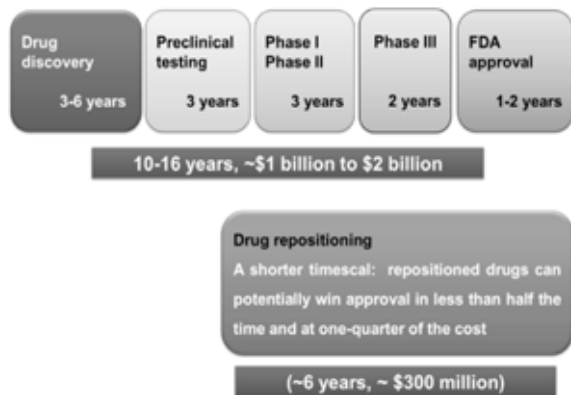 Drug
discovery
3-6 years
Preclinical
testing
3 years
Phase I
Phase II
3 years
Phase III
2 years
FDA
approval
1-2 years
10-16 years, ~$1 billion to $2 billion
Drug repositioning
A shorter timescal: repositioned drugs can
potentially win approval in less than half the
time and at one-quarter of the cost
(~6 years, ~ $300 million)